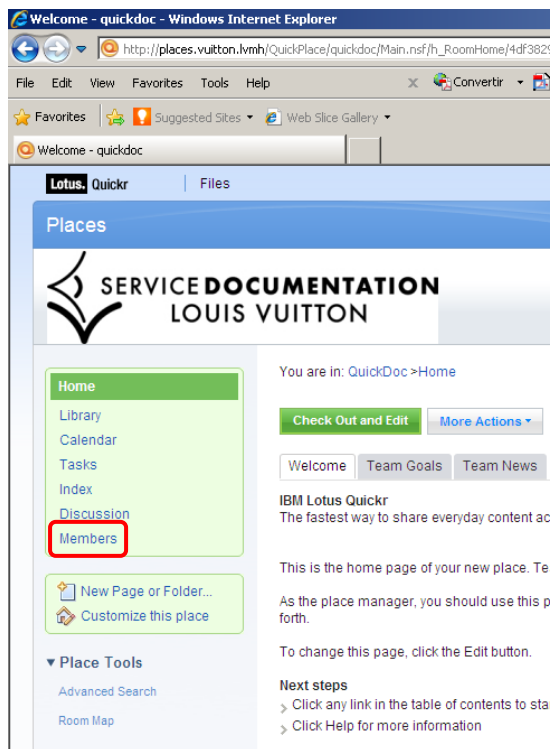 Welcome - quickdoc - Windows Internet Explorer
http://places.vuitton.lvmh/QuickPlace/quickdoc/Main.nsf/h_RoomHome/4df3829
File Edit View Favorites Tools Help x Convertir
Favorites Suggested Sites Web Slice Gallery
Welcome - quickdoc
Lotus. Quickr Files
Places
SERVICE DOCUMENTATION
LOUIS VUITTON
You are in: QuickDoc >Home
Home
Library
Calendar
Tasks
Index
Discussion
Members
New Page or Folder...
Customize this place
Place Tools
Advanced Search
Room Map
Check Out and Edit More Actions
Welcome Team Goals Team News
IBM Lotus Quickr
The fastest way to share everyday content ac
This is the home page of your new place. Te
As the place manager, you should use this p
forth.
To change this page, click the Edit button.
Next steps
Click any link in the table of contents to sta
Click Help for more information